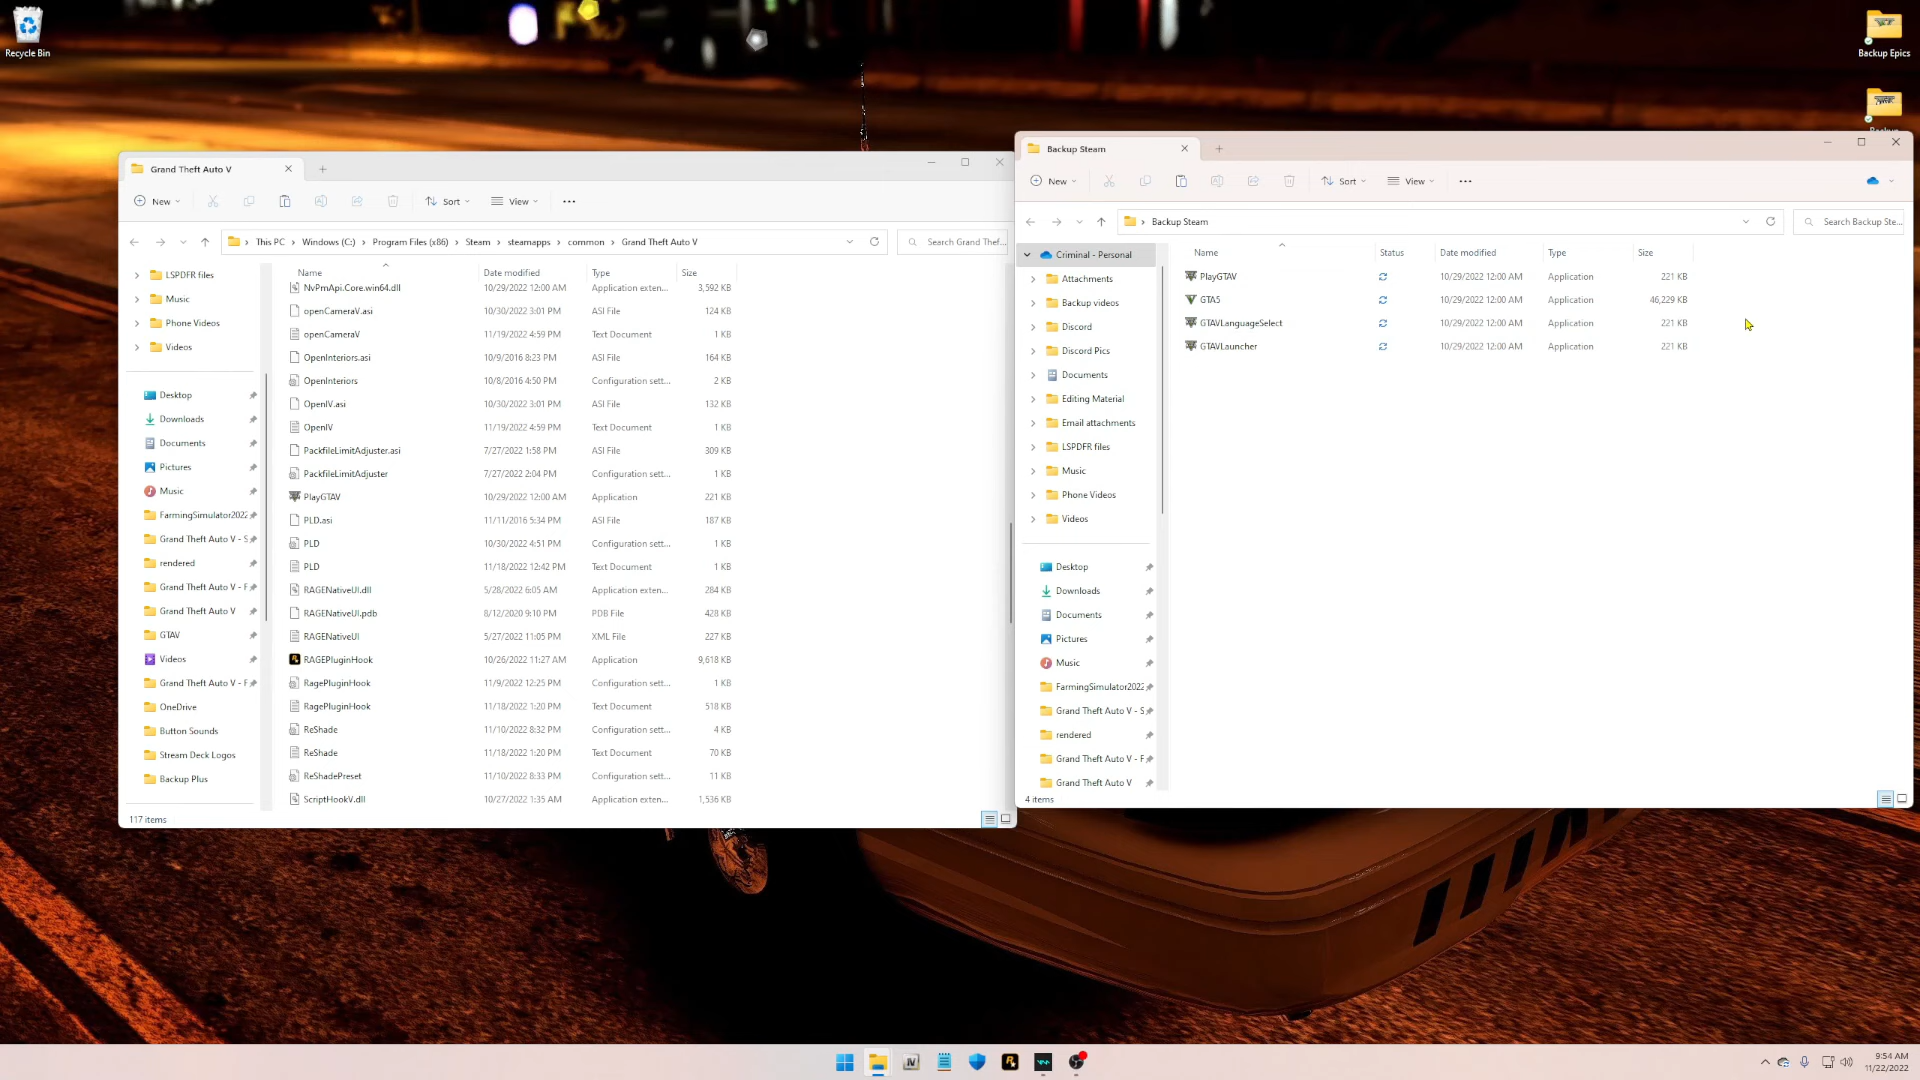 Recycle Bin
Backup Epics
Grand Theft Auto V
New
Sort
View
This PC
Windows (C:)
Program Files (x86)
Steam
steamapps
common
Grand Theft Auto V
Search Grand Thef...
Name
Date modified
Type
Size
LSPDFR files
Music
Phone Videos
Videos
Desktop
Downloads
Documents
Pictures
Music
FarmingSimulator2022
Grand Theft Auto V - S
rendered
Grand Theft Auto V - F
Grand Theft Auto V
GTAV
Videos
Grand Theft Auto V - F
OneDrive
Button Sounds
Stream Deck Logos
Backup Plus
NvPmApi.Core.win64.dll 10/29/2022 12:00 AM Application exten... 3,592 KB
openCameraV.asi 10/30/2022 3:01 PM ASI File 124 KB
openCameraV 11/19/2022 4:59 PM Text Document 1 KB
OpenInteriors.asi 10/9/2016 8:23 PM ASI File 164 KB
OpenInteriors 10/8/2016 4:50 PM Configuration sett... 2 KB
OpenIV.asi 10/30/2022 3:01 PM ASI File 132 KB
OpenIV 11/19/2022 4:59 PM Text Document 1 KB
PackfileLimitAdjuster.asi 7/27/2022 1:58 PM ASI File 309 KB
PackfileLimitAdjuster 7/27/2022 2:04 PM Configuration sett... 1 KB
PlayGTAV 10/29/2022 12:00 AM Application 221 KB
PLD.asi 11/11/2016 5:34 PM ASI File 187 KB
PLD 10/30/2022 4:51 PM Configuration sett... 1 KB
PLD 11/18/2022 12:42 PM Text Document 1 KB
RAGENativeUI.dll 5/28/2022 6:05 AM Application exten... 284 KB
RAGENativeUI.pdb 8/12/2020 9:10 PM PDB File 428 KB
RAGENativeUI 5/27/2022 11:05 PM XML File 227 KB
RAGEPluginHook 10/26/2022 11:27 AM Application 9,618 KB
RagePluginHook 11/9/2022 12:25 PM Configuration sett... 1 KB
RagePluginHook 11/18/2022 1:20 PM Text Document 518 KB
ReShade 11/10/2022 8:32 PM Configuration sett... 4 KB
ReShade 11/18/2022 1:20 PM Text Document 70 KB
ReShadePreset 11/10/2022 8:33 PM Configuration sett... 11 KB
ScriptHookV.dll 10/27/2022 1:35 AM Application exten... 1,536 KB
117 items
Backup Steam
New
Sort
View
Backup Steam
Search Backup Ste...
Name
Status
Date modified
Type
Size
Criminal - Personal
Attachments
Backup videos
Discord
Discord Pics
Documents
Editing Material
Email attachments
LSPDFR files
Music
Phone Videos
Videos
Desktop
Downloads
Documents
Pictures
Music
FarmingSimulator2022
Grand Theft Auto V - S
rendered
Grand Theft Auto V - F
Grand Theft Auto V
PlayGTAV 10/29/2022 12:00 AM Application 221 KB
GTA5 10/29/2022 12:00 AM Application 46,229 KB
GTAVLanguageSelect 10/29/2022 12:00 AM Application 221 KB
GTAVLauncher 10/29/2022 12:00 AM Application 221 KB
4 items
IV
9:54 AM
11/22/2022